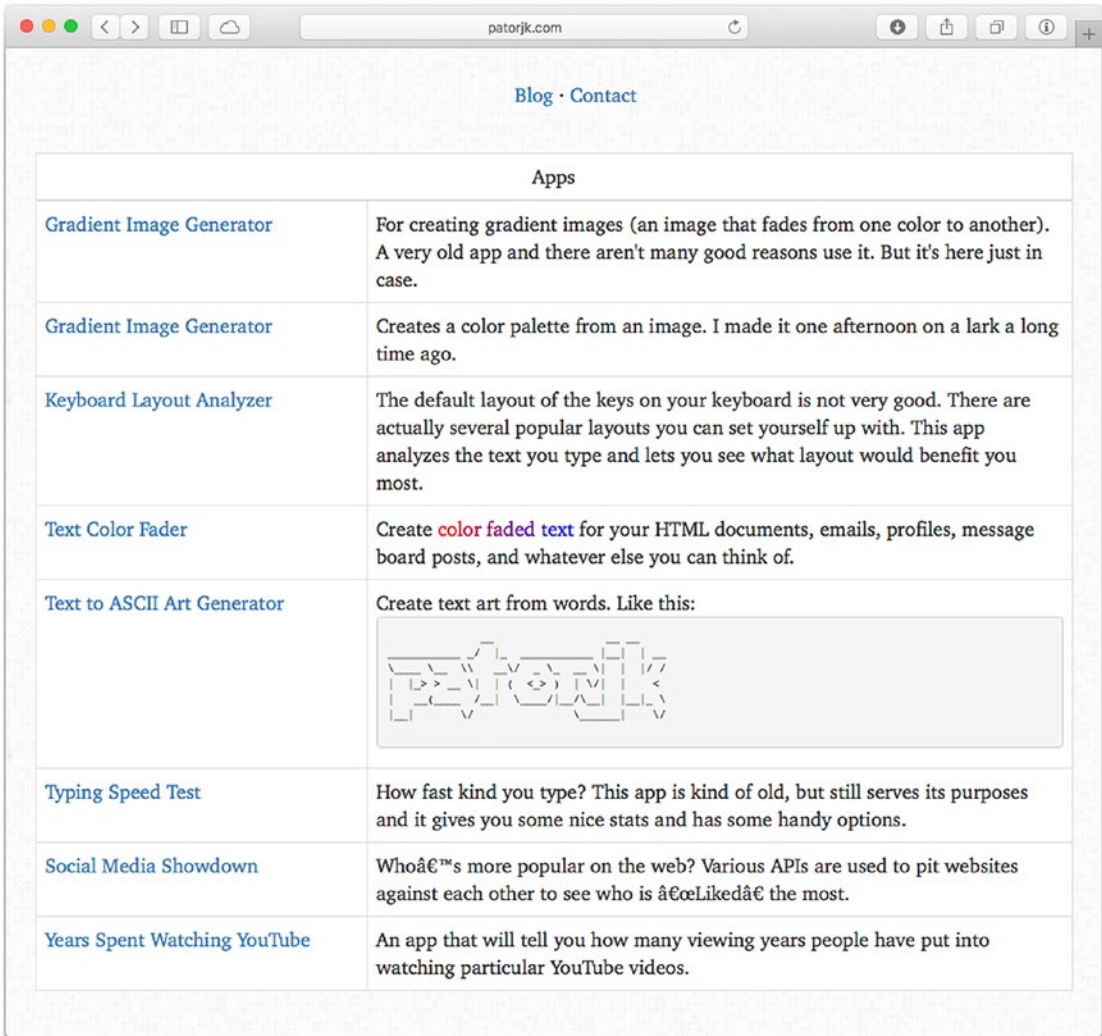 patorjk.com
Blog · Contact
Apps
Gradient Image Generator
For creating gradient images (an image that fades from one color to another).
A very old app and there aren't many good reasons use it. But it's here just in
case.
Gradient Image Generator
Creates a color palette from an image. I made it one afternoon on a lark a long
time ago.
Keyboard Layout Analyzer
The default layout of the keys on your keyboard is not very good. There are
actually several popular layouts you can set yourself up with. This app
analyzes the text you type and lets you see what layout would benefit you
most.
Text Color Fader
Create color faded text for your HTML documents, emails, profiles, message
board posts, and whatever else you can think of.
Text to ASCII Art Generator
Create text art from words. Like this:
patorjk
Typing Speed Test
How fast kind you type? This app is kind of old, but still serves its purposes
and it gives you some nice stats and has some handy options.
Social Media Showdown
Whoâ€™s more popular on the web? Various APIs are used to pit websites
against each other to see who is â€œLikedâ€ the most.
Years Spent Watching YouTube
An app that will tell you how many viewing years people have put into
watching particular YouTube videos.